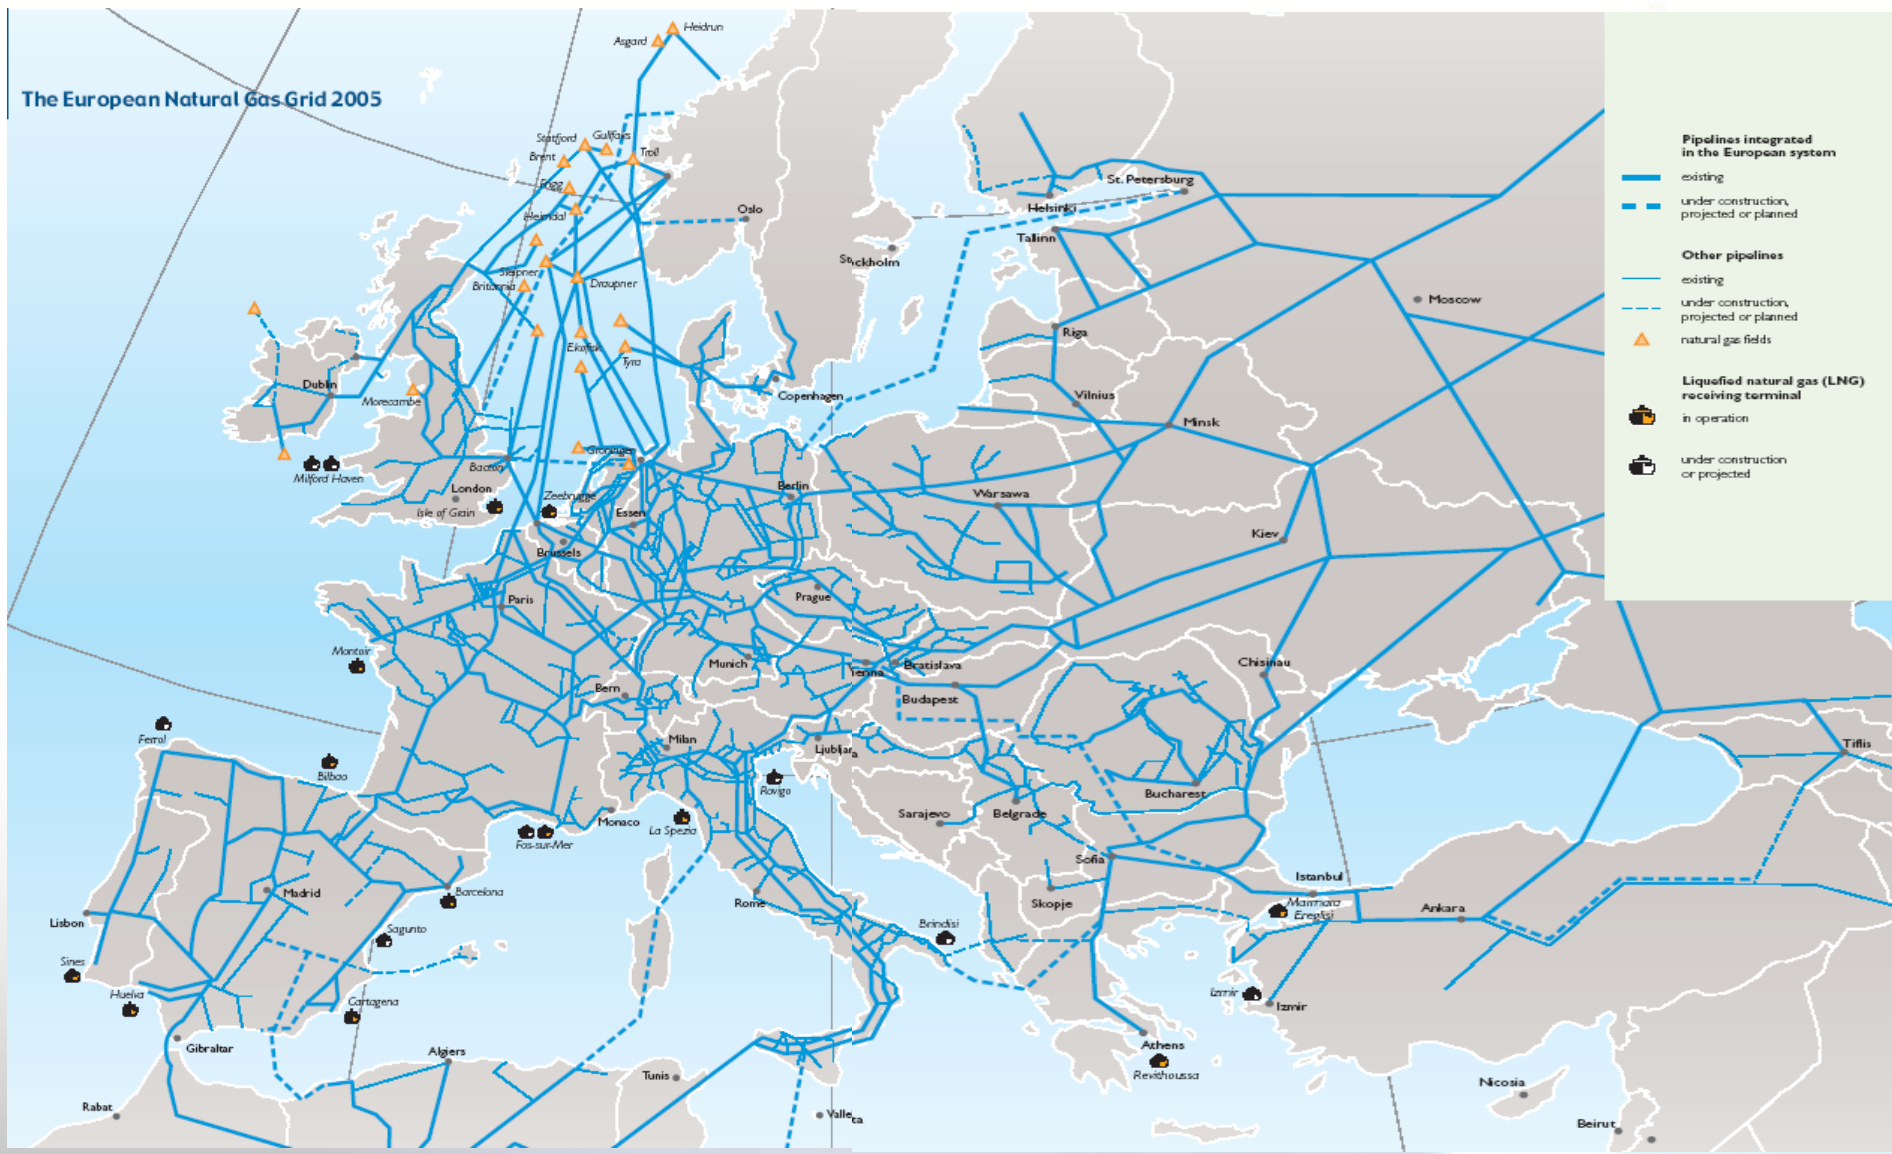 The European Natural Gas Grid 2005
Heidrun
Asgard
Statfjord
Gullfaks
Brent
Troll
Frigg
Heimdal
Oslo
Sleipner
Britannia
Draupner
Ekofisk
Tyra
Dublin
Morecambe
Copenhagen
Milford Haven
Bacton
Groningen
London
Isle of Grain
Zeebrugge
Essen
Berlin
Brussels
Paris
Prague
Montoir
Munich
Bern
Ferrol
Bilbao
Milan
Rovigo
Monaco
La Spezia
Fos-sur-Mer
Madrid
Barcelona
Lisbon
Sagunto
Rome
Sines
Huelva
Cartagena
Gibraltar
Algiers
Tunis
Rabat
Valletta
St. Petersburg
Helsinki
Tallinn
Stockholm
Moscow
Riga
Vilnius
Minsk
Warsawa
Kiev
Chisinau
Bratislava
Budapest
Ljubljana
Tiflis
Bucharest
Sarajevo
Belgrade
Sofia
Istanbul
Skopje
Marmara
Ereglisi
Ankara
Brindisi
Izmir
Izmir
Athens
Revithoussa
Nicosia
Beirut
Pipelines integrated
in the European system
existing
under construction,
projected or planned
Other pipelines
existing
under construction,
projected or planned
natural gas fields
Liquefied natural gas (LNG)
receiving terminal
in operation
under construction
or projected